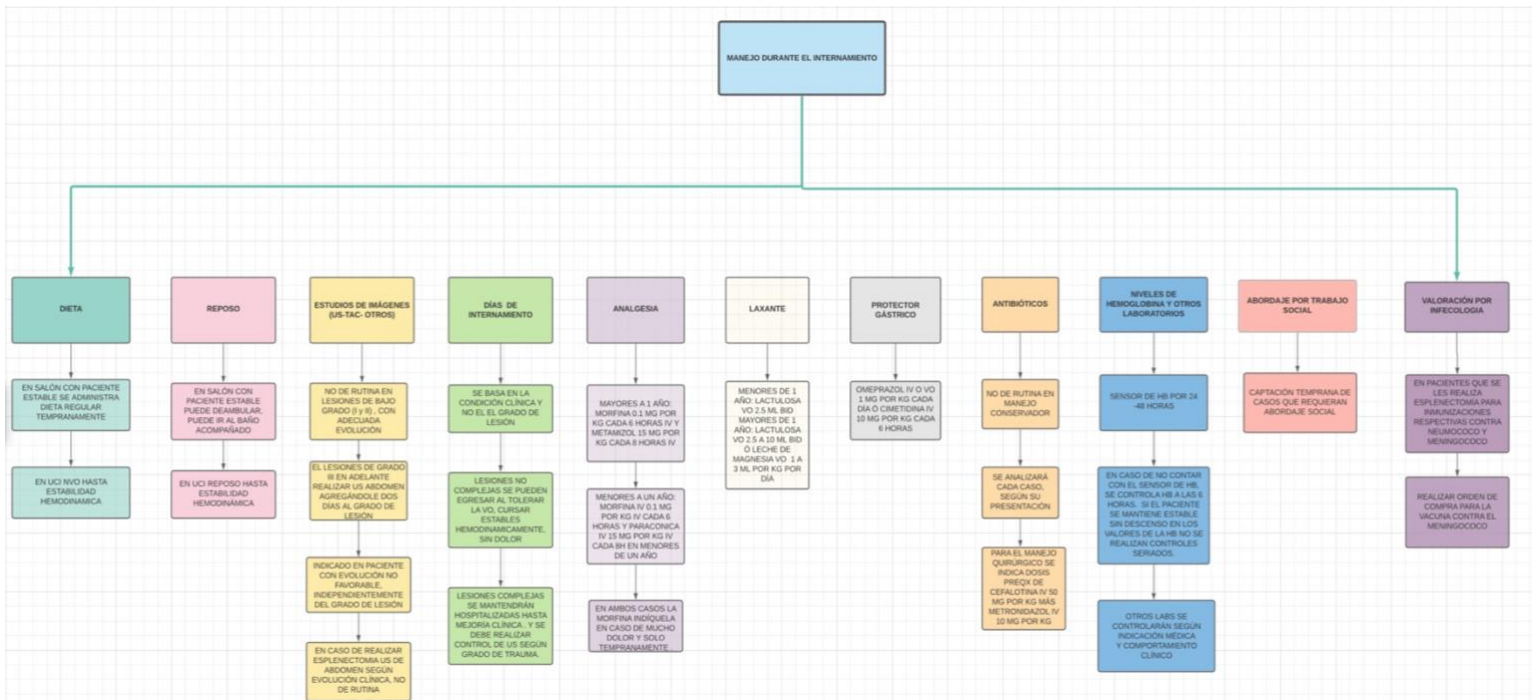 MANEJO DURANTE EL INTERNAMIENTO
DIETA
EN SALÓN CON PACIENTE
ESTABLE SE ADMINISTRA
DIETA REGULAR
TEMPRANAMENTE
EN UCI NVO HASTA
ESTABILIDAD
HEMODINAMICA
REPOSO
EN SALÓN CON
PACIENTE ESTABLE
PUEDE DEAMBULAR,
PUEDE IR AL BAÑO
ACOMPAÑADO
EN UCI REPOSO HASTA
ESTABILIDAD
HEMODINÁMICA
ESTUDIOS DE IMÁGENES
(US-TAC- OTROS)
NO DE RUTINA EN
LESIONES DE BAJO
GRADO (I y II) , CON
ADECUADA
EVOLUCIÓN
EL LESIONES DE GRADO
III EN ADELANTE
REALIZAR US ABDOMEN
AGREGÁNDOLE DOS
DÍAS AL GRADO DE
LESIÓN
INDICADO EN PACIENTE
CON EVOLUCIÓN NO
FAVORABLE,
INDEPENDIENTEMENTE
DEL GRADO DE LESIÓN
EN CASO DE REALIZAR
ESPLENECTOMIA US DE
ABDOMEN SEGÚN
EVOLUCIÓN CLÍNICA, NO
DE RUTINA
DÍAS DE
INTERNAMIENTO
SE BASA EN LA
CONDICIÓN CLÍNICA Y
NO EL EL GRADO DE
LESIÓN
LESIONES NO
COMPLEJAS SE PUEDEN
EGRESAR AL TOLERAR
LA VO, CURSAR
ESTABLES
HEMODINAMICAMENTE,
SIN DOLOR
LESIONES COMPLEJAS
SE MANTENDRÁN
HOSPITALIZADAS HASTA
MEJORÍA CLÍNICA . Y SE
DEBE REALIZAR
CONTROL DE US SEGÚN
GRADO DE TRAUMA.
ANALGESIA
MAYORES A 1 AÑO:
MORFINA 0.1 MG POR
KG CADA 6 HORAS IV Y
METAMIZOL 15 MG POR
KG CADA 8 HORAS IV
MENORES A UN AÑO:
MORFINA IV 0.1 MG
POR KG IV CADA 6
HORAS Y PARACONICA
IV 15 MG POR KG IV
CADA 8H EN MENORES
DE UN AÑO
EN AMBOS CASOS LA
MORFINA INDÍQUELA
EN CASO DE MUCHO
DOLOR Y SOLO
TEMPRANAMENTE .
LAXANTE
MENORES DE 1
AÑO: LACTULOSA
VO 2.5 ML BID
MAYORES DE 1
AÑO: LACTULOSA
VO 2.5 A 10 ML BID
Ó LECHE DE
MAGNESIA VO 1 A
3 ML POR KG POR
DÍA
PROTECTOR
GÁSTRICO
OMEPRAZOL IV O VO
1 MG POR KG CADA
DÍA Ó CIMETIDINA IV
10 MG POR KG CADA
6 HORAS
ANTIBIÓTICOS
NO DE RUTINA EN
MANEJO
CONSERVADOR
SE ANALIZARÁ
CADA CASO,
SEGÚN SU
PRESENTACIÓN
PARA EL MANEJO
QUIRÚRGICO SE
INDICA DOSIS
PREQX DE
CEFALOTINA IV 50
MG POR KG MÁS
METRONIDAZOL IV
10 MG POR KG
NIVELES DE
HEMOGLOBINA Y OTROS
LABORATORIOS
SENSOR DE HB POR 24
-48 HORAS
EN CASO DE NO CONTAR
CON EL SENSOR DE HB,
SE CONTROLA HB A LAS 6
HORAS. SI EL PACIENTE
SE MANTIENE ESTABLE
SIN DESCENSO EN LOS
VALORES DE LA HB NO SE
REALIZAN CONTROLES
SERIADOS.
OTROS LABS SE
CONTROLARÁN SEGÚN
INDICACIÓN MÉDICA
Y COMPORTAMIENTO
CLÍNICO
ABORDAJE POR TRABAJO
SOCIAL
CAPTACIÓN TEMPRANA DE
CASOS QUE REQUIERAN
ABORDAJE SOCIAL
VALORACIÓN POR
INFECOLOGIA
EN PACIENTES QUE SE
LES REALIZA
ESPLENECTOMÍA PARA
INMUNIZACIONES
RESPECTIVAS CONTRA
NEUMOCOCO Y
MENINGOCOCO
REALIZAR ORDEN DE
COMPRA PARA LA
VACUNA CONTRA EL
MENINGOCOCO